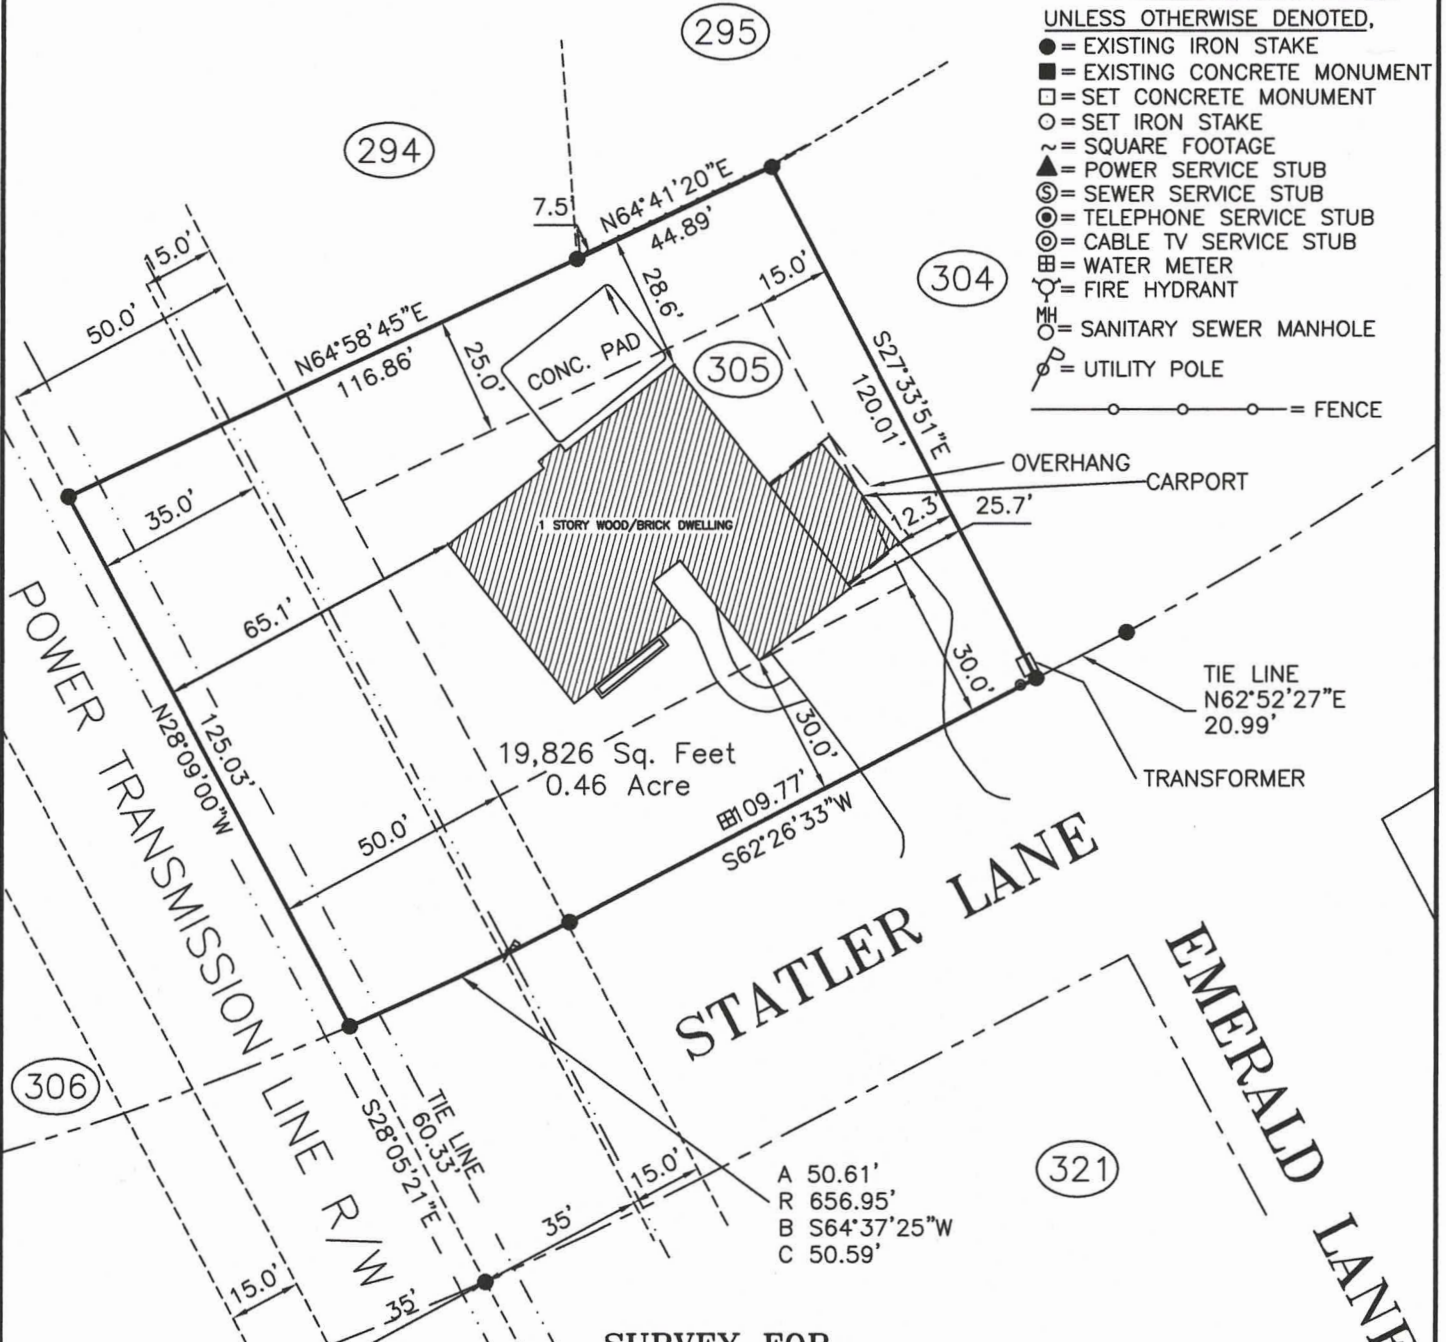 295
UNLESS OTHERWISE DENOTED,
= EXISTING IRON STAKE
= EXISTING CONCRETE MONUMENT
= SET CONCRETE MONUMENT
= SET IRON STAKE
~= SQUARE FOOTAGE
= POWER SERVICE STUB
Ⓢ= SEWER SERVICE STUB
= TELEPHONE SERVICE STUB
= CABLE TV SERVICE STUB
= WATER METER
= FIRE HYDRANT
MH
= SANITARY SEWER MANHOLE
= UTILITY POLE
= FENCE
294
7.5'
N64°41'20"E
44.89'
15.0'
50.0'
N64°58'45"E
116.86'
25.0'
28.6'
15.0'
304
CONC. PAD
305
S27°33'51"E
120.01'
OVERHANG
CARPORT
12.3'
25.7'
35.0'
1 STORY WOOD/BRICK DWELLING
65.1'
30.0'
TIE LINE
N62°52'27"E
20.99'
TRANSFORMER
N28°09'00"W
125.03'
19,826 Sq. Feet
0.46 Acre
30.0'
109.77'
S62°26'33"W
50.0'
POWER TRANSMISSION LINE R/W
STATLER LANE
EMERALD LANE
306
TIE LINE
60.33'
S28°05'21"E
15.0'
35'
321
A 50.61'
R 656.95'
B S64°37'25"W
C 50.59'
15.0'
35'
SURVEY FOR